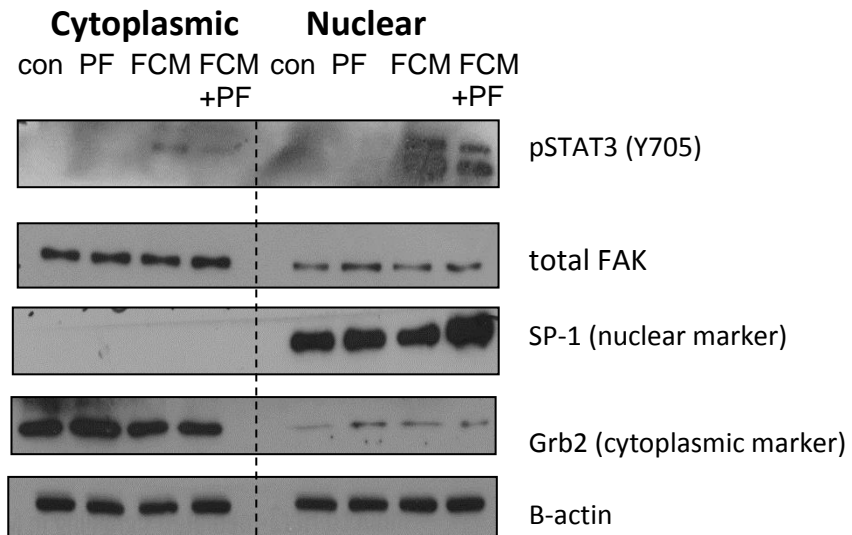 Cytoplasmic Nuclear
con PF FCM FCM con PF FCM FCM
+PF +PF
pSTAT3 (Y705)
total FAK
SP-1 (nuclear marker)
Grb2 (cytoplasmic marker)
B-actin